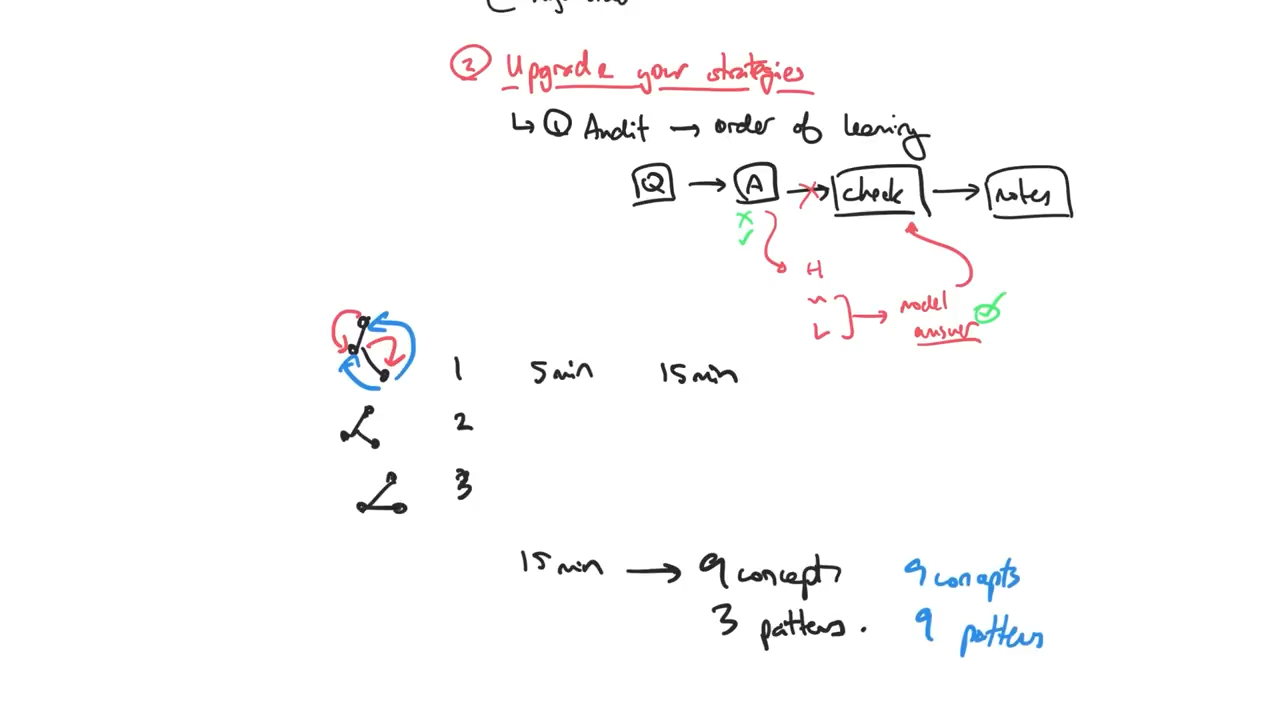 2 Upgrade your strategies
↳ Q Audit → order of learning
Q → A → check → notes
x
✓
H
M
L
model
answer
1 5 min 15 min
2
3
15 min → 9 concepts 9 concepts
3 patterns. 9 patterns